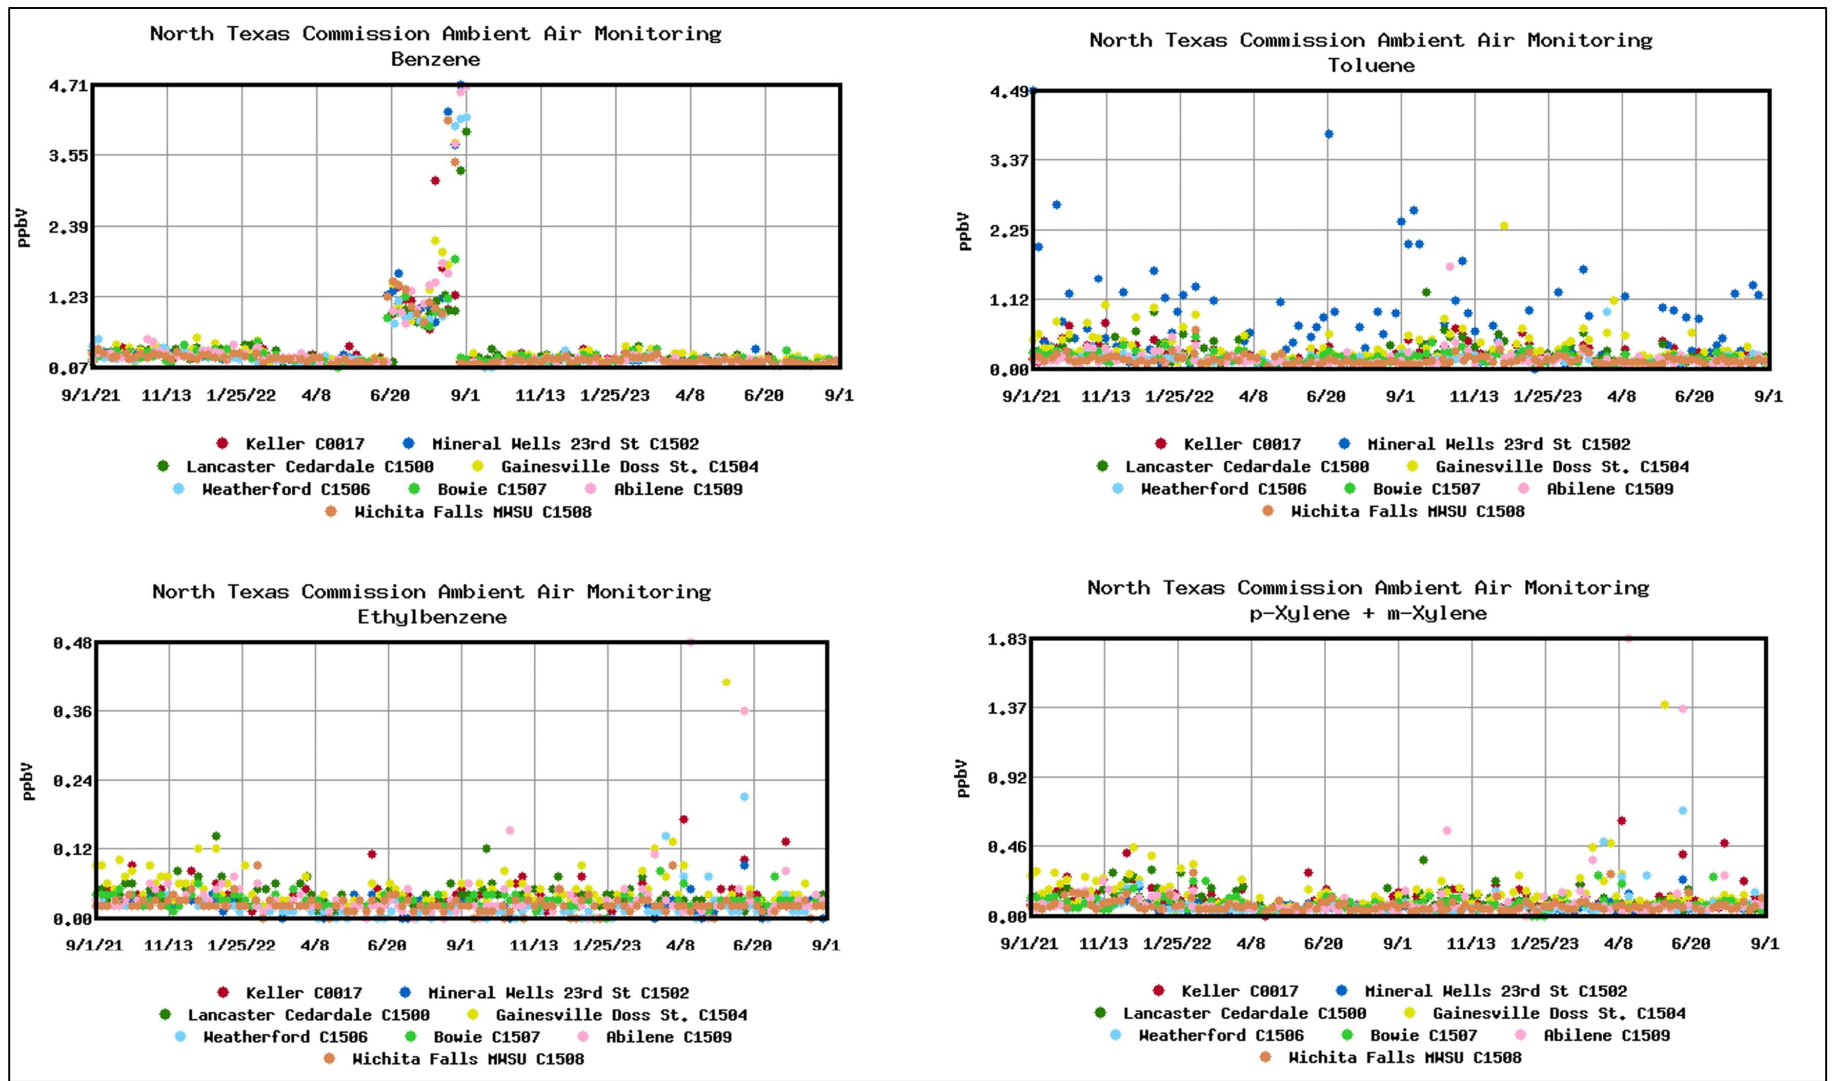 North Texas Commission Ambient Air Monitoring
Benzene
4.71
3.55
2.39
1.23
0.07
ppbV
9/1/21 11/13 1/25/22 4/8 6/20 9/1 11/13 1/25/23 4/8 6/20 9/1
Keller C0017 Mineral Wells 23rd St C1502
Lancaster Cedardale C1500 Gainesville Doss St. C1504
Weatherford C1506 Bowie C1507 Abilene C1509
Wichita Falls MWSU C1508
North Texas Commission Ambient Air Monitoring
Toluene
4.49
3.37
2.25
1.12
0.00
ppbV
9/1/21 11/13 1/25/22 4/8 6/20 9/1 11/13 1/25/23 4/8 6/20 9/1
Keller C0017 Mineral Wells 23rd St C1502
Lancaster Cedardale C1500 Gainesville Doss St. C1504
Weatherford C1506 Bowie C1507 Abilene C1509
Wichita Falls MWSU C1508
North Texas Commission Ambient Air Monitoring
Ethylbenzene
0.48
0.36
0.24
0.12
0.00
ppbV
9/1/21 11/13 1/25/22 4/8 6/20 9/1 11/13 1/25/23 4/8 6/20 9/1
Keller C0017 Mineral Wells 23rd St C1502
Lancaster Cedardale C1500 Gainesville Doss St. C1504
Weatherford C1506 Bowie C1507 Abilene C1509
Wichita Falls MWSU C1508
North Texas Commission Ambient Air Monitoring
p-Xylene + m-Xylene
1.83
1.37
0.92
0.46
0.00
ppbV
9/1/21 11/13 1/25/22 4/8 6/20 9/1 11/13 1/25/23 4/8 6/20 9/1
Keller C0017 Mineral Wells 23rd St C1502
Lancaster Cedardale C1500 Gainesville Doss St. C1504
Weatherford C1506 Bowie C1507 Abilene C1509
Wichita Falls MWSU C1508